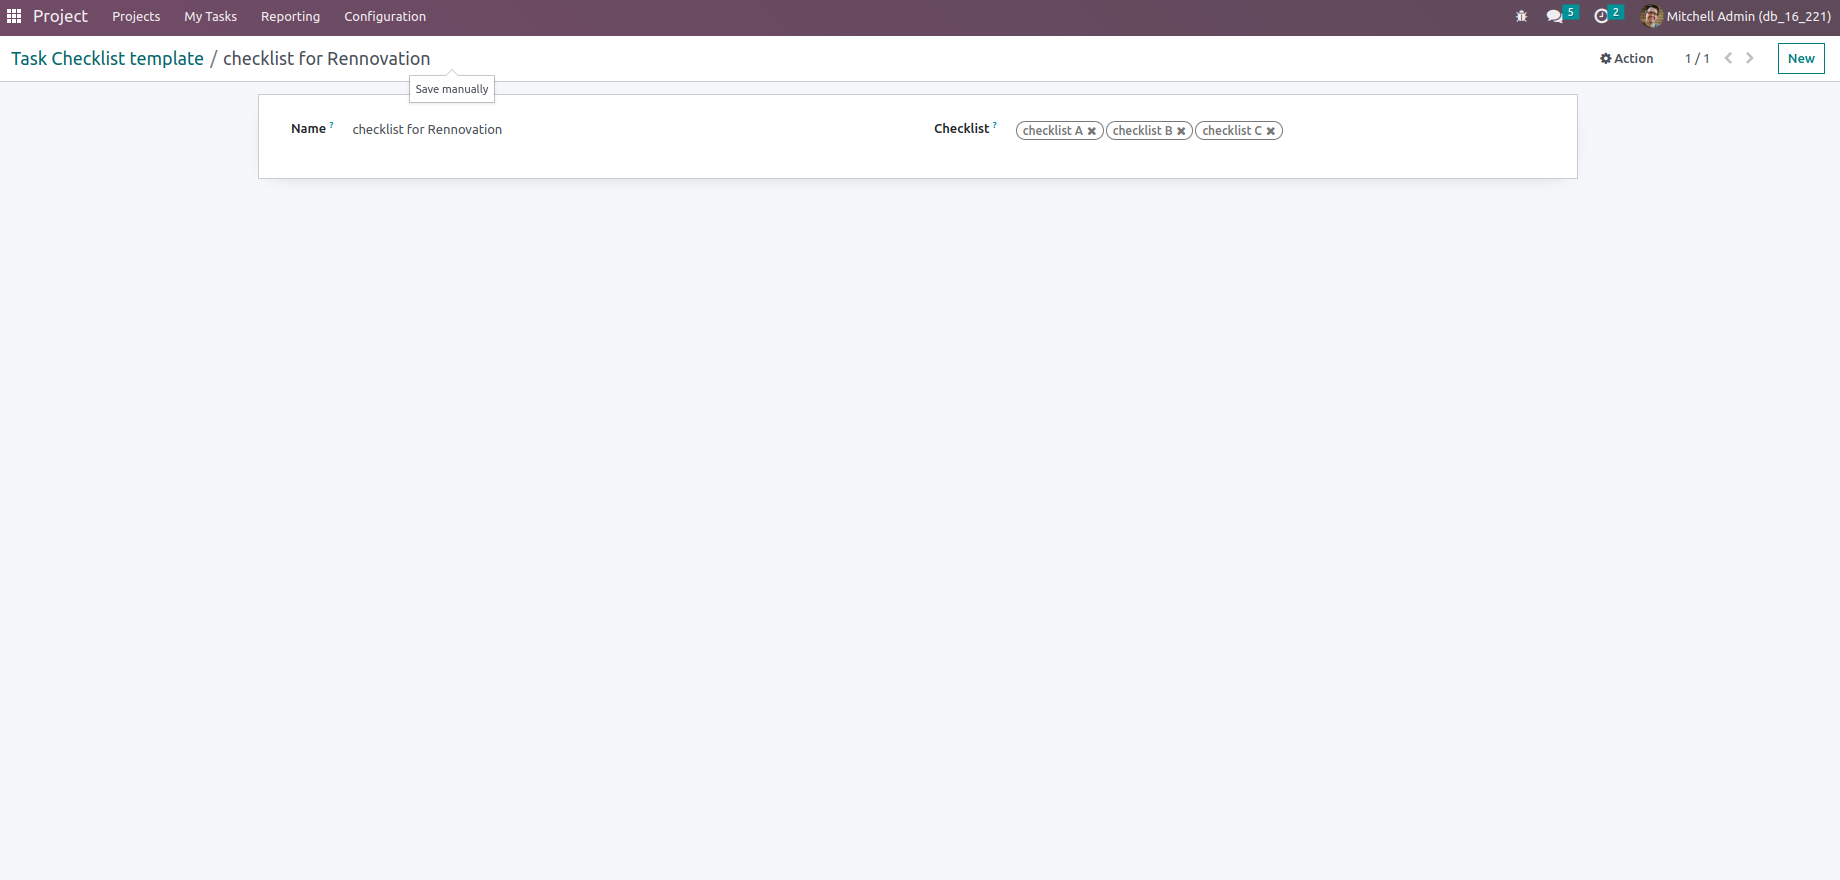 Project Projects My Tasks Reporting Configuration 5 2 Mitchell Admin (db_16_221)
Task Checklist template / checklist for Rennovation Action 1 / 1 New
Save manually
Name ? checklist for Rennovation Checklist ? checklist A checklist B checklist C